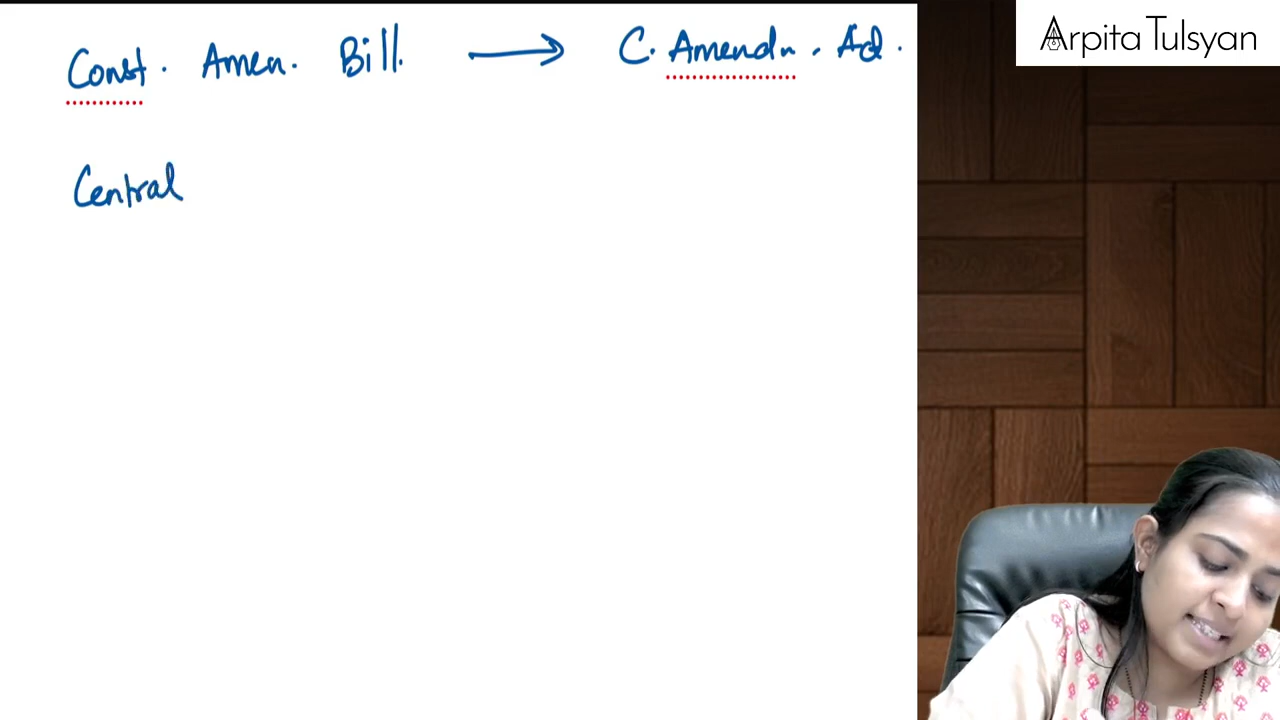 Const. Amen. Bill. → C. Amendn. Act.
Central
Arpita Tulsyan